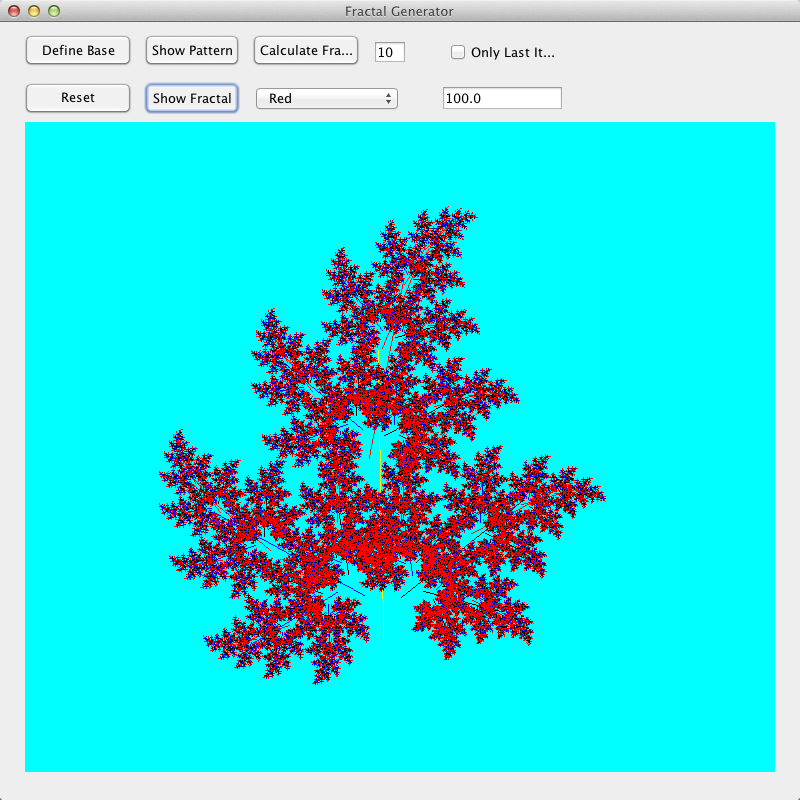 Fractal Generator
Define Base Show Pattern Calculate Fra... 10 Only Last It...
Reset Show Fractal Red 100.0